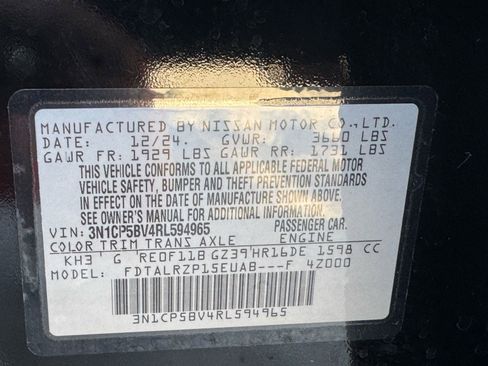 MANUFACTURED BY NISSAN MOTOR CO.,LTD.
DATE: 12/24. GVWR: 3660 LBS
GAWR FR: 1929 LBS GAWR RR: 1731 LBS
THIS VEHICLE CONFORMS TO ALL APPLICABLE FEDERAL MOTOR
VEHICLE SAFETY, BUMPER AND THEFT PREVENTION STANDARDS
IN EFFECT ON THE DATE OF MANUFACTURE SHOWN ABOVE.
SEE OWNER'S MANUAL FOR ADDITIONAL INFORMATION
VIN: 3N1CP5BV4RL594965 PASSENGER CAR.
COLOR TRIM TRANS AXLE ENGINE
KH3 G RE0F11B GZ39 HR16DE 1598 CC
MODEL: FDTALRZP15EUAB---F 4Z000
3N1CP5BV4RL594965